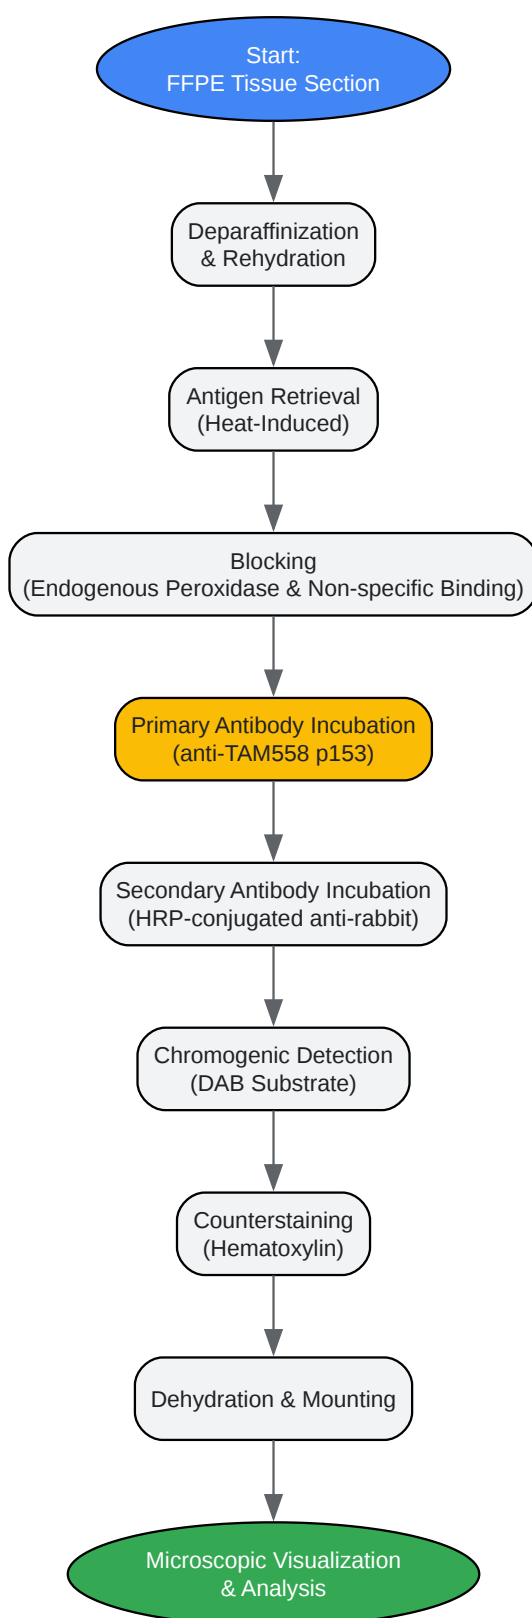 Start:
FFPE Tissue Section
Deparaffinization
& Rehydration
Antigen Retrieval
(Heat-Induced)
Blocking
(Endogenous Peroxidase & Non-specific Binding)
Primary Antibody Incubation
(anti-TAM558 p153)
Secondary Antibody Incubation
(HRP-conjugated anti-rabbit)
Chromogenic Detection
(DAB Substrate)
Counterstaining
(Hematoxylin)
Dehydration & Mounting
Microscopic Visualization
& Analysis